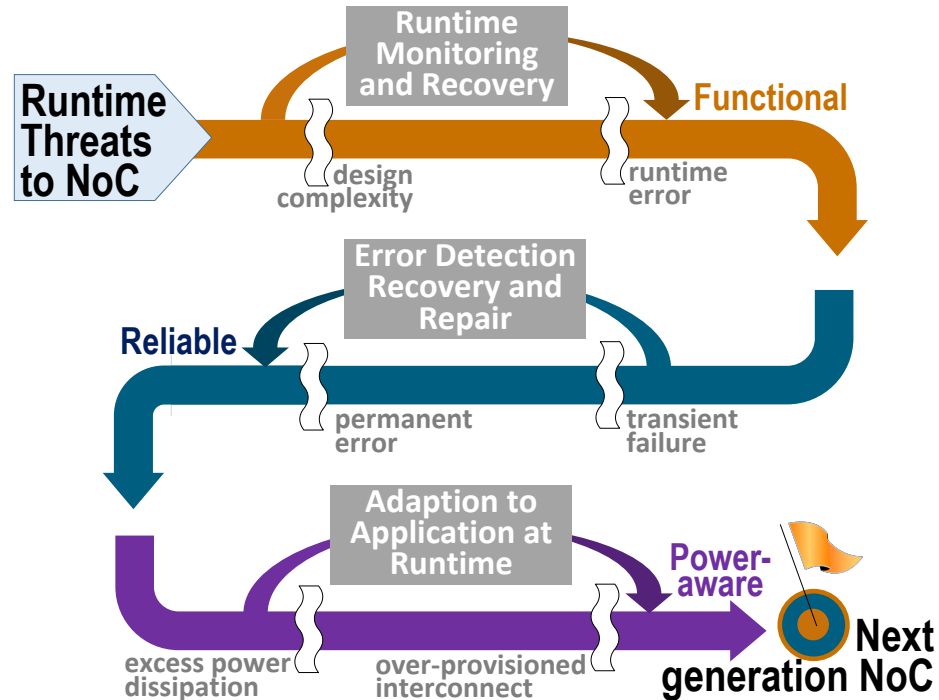 Runtime
Monitoring
and Recovery
Runtime
Threats
to NoC
Functional
design
complexity
runtime
error
Error Detection
Recovery and
Repair
Reliable
permanent
error
transient
failure
Adaption to
Application at
Runtime
Power-
aware
excess power
dissipation
over-provisioned
interconnect
Next
generation NoC